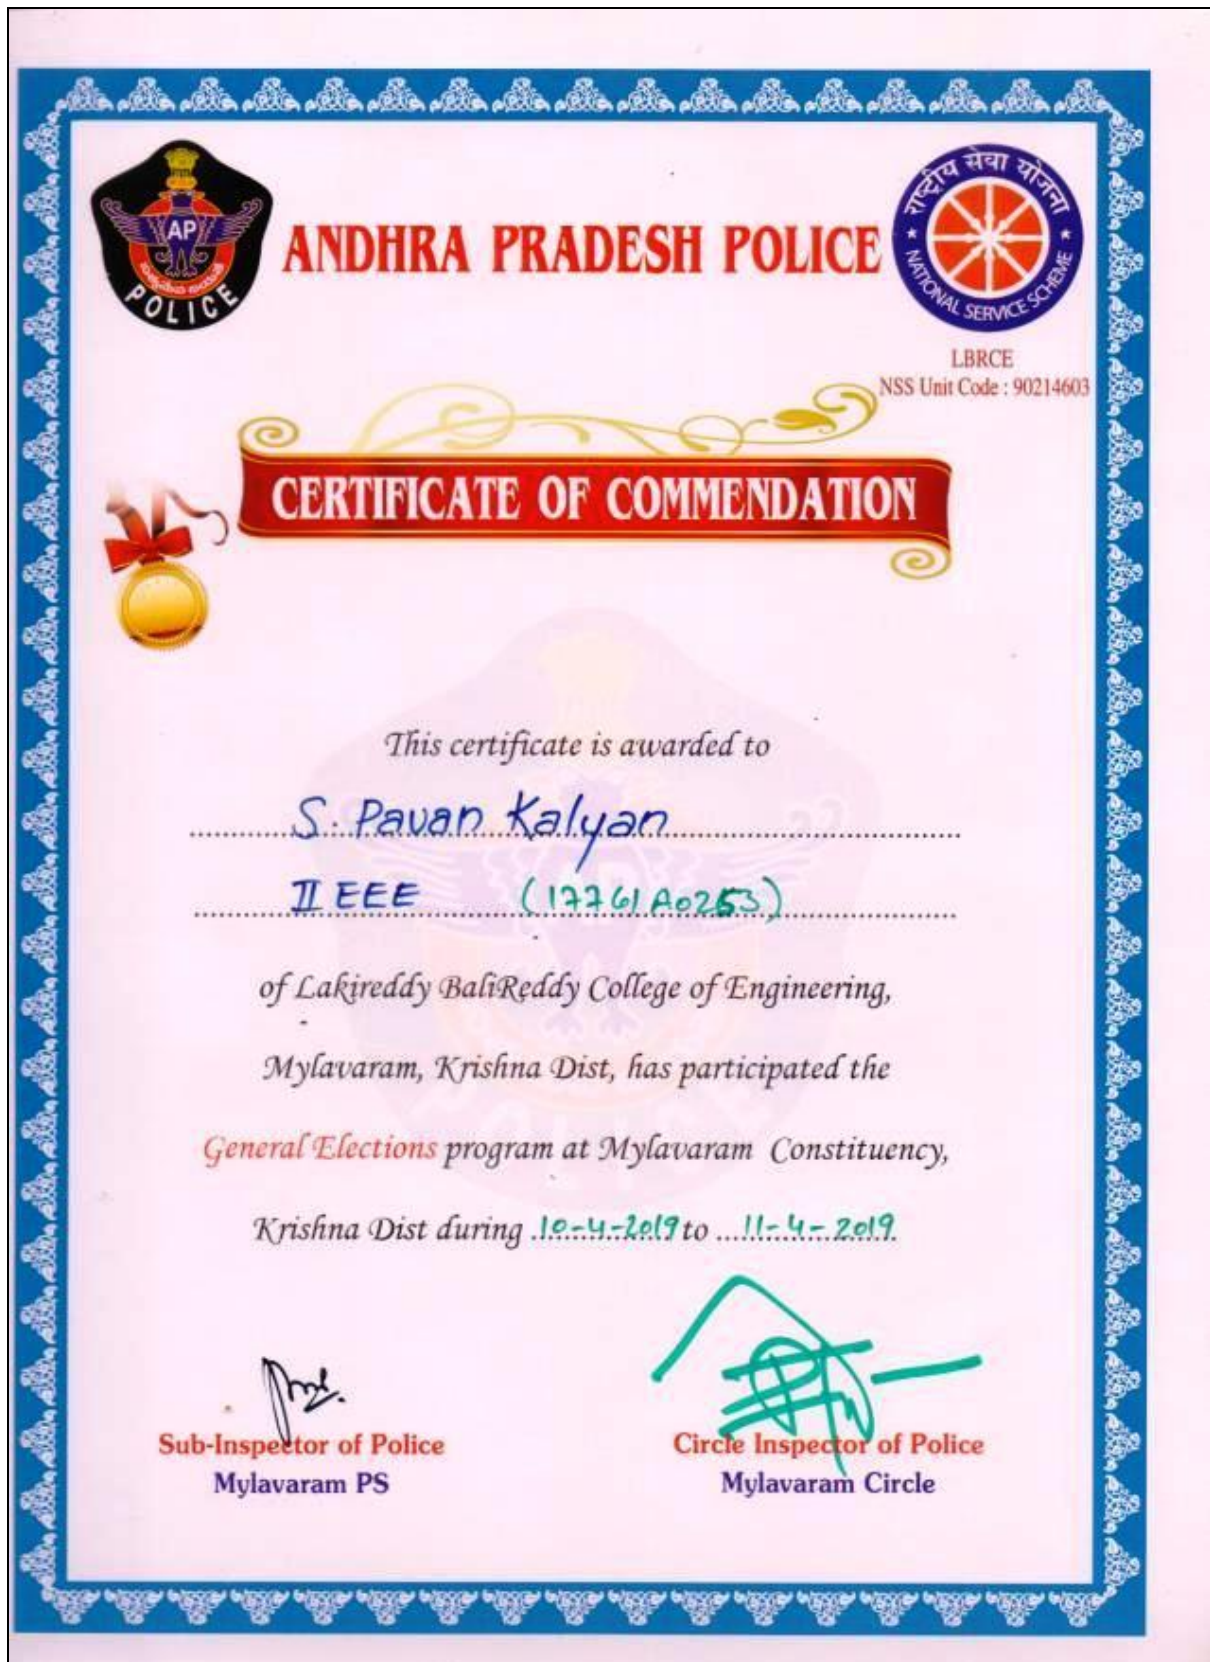 AP
POLICE
ANDHRA PRADESH POLICE
राष्ट्रीय सेवा योजना
NATIONAL SERVICE SCHEME
LBRCE
NSS Unit Code : 90214603
CERTIFICATE OF COMMENDATION
This certificate is awarded to
S. Pavan Kalyan
II EEE (17761A0253)
of Lakireddy BaliReddy College of Engineering,
Mylavaram, Krishna Dist, has participated the
General Elections program at Mylavaram Constituency,
Krishna Dist during 10-4-2019 to 11-4-2019
Sub-Inspector of Police
Mylavaram PS
Circle Inspector of Police
Mylavaram Circle